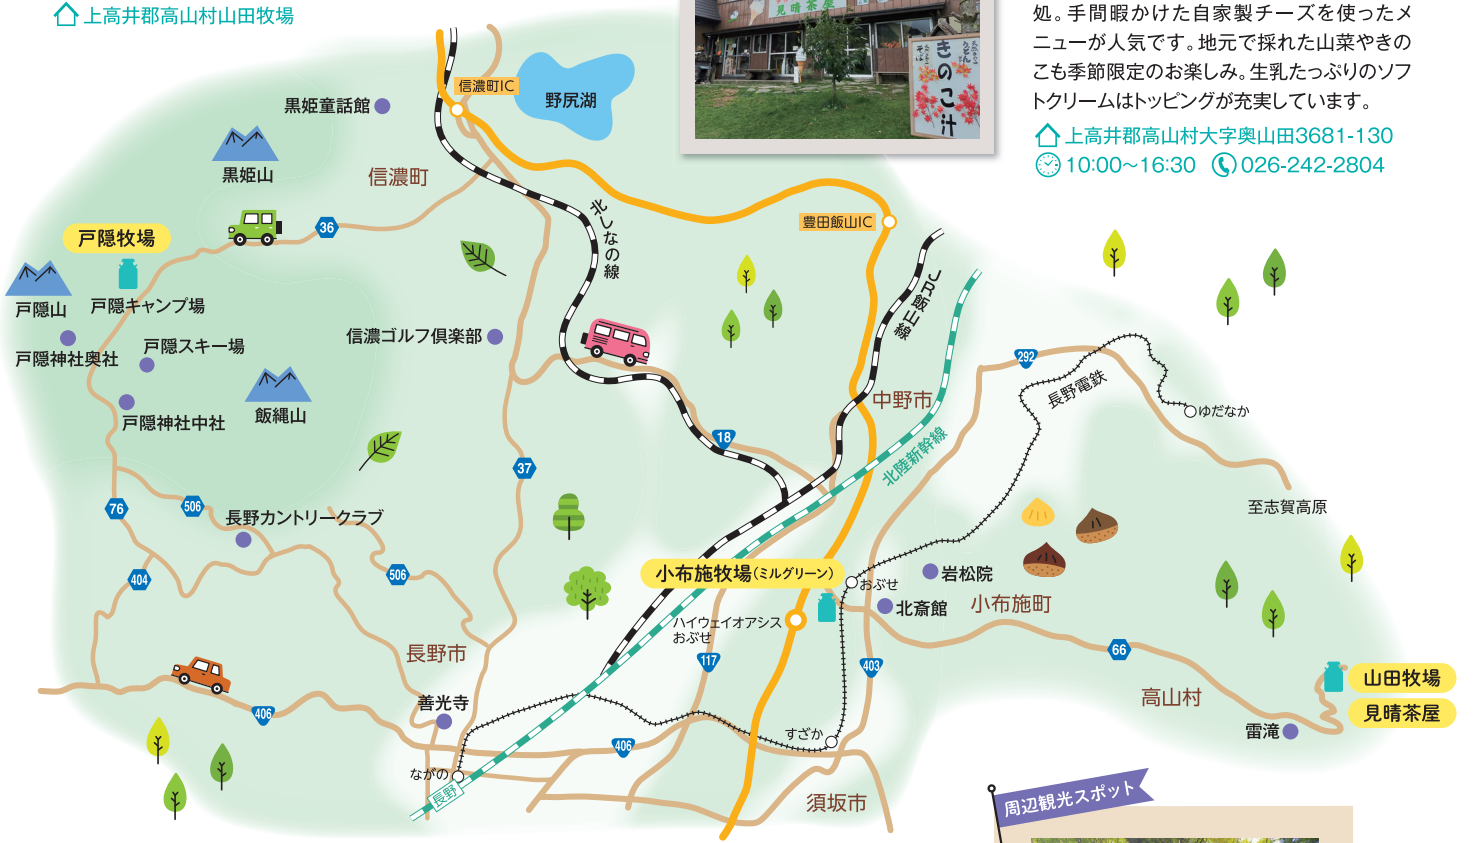 上高井郡高山村山田牧場
見晴茶屋
きのこ汁
処。手間暇かけた自家製チーズを使ったメ
ニューが人気です。地元で採れた山菜やきの
こも季節限定のお楽しみ。生乳たっぷりのソフ
トクリームはトッピングが充実しています。
上高井郡高山村大字奥山田3681-130
10:00～16:30 026-242-2804
信濃町IC
野尻湖
黒姫童話館
黒姫山
信濃町
36
北しなの線
豊田飯山IC
JR飯山線
戸隠牧場
戸隠山
戸隠キャンプ場
戸隠神社奥社
戸隠スキー場
戸隠神社中社
飯縄山
信濃ゴルフ倶楽部
中野市
292
長野電鉄
ゆだなか
18
北陸新幹線
37
76
506
長野カントリークラブ
404
506
至志賀高原
小布施牧場(ミルグリーン)
おぶせ
岩松院
北斎館
小布施町
ハイウェイオアシス
おぶせ
117
403
66
長野市
善光寺
406
406
すざか
ながの
長野
須坂市
高山村
山田牧場
見晴茶屋
雷滝
周辺観光スポット